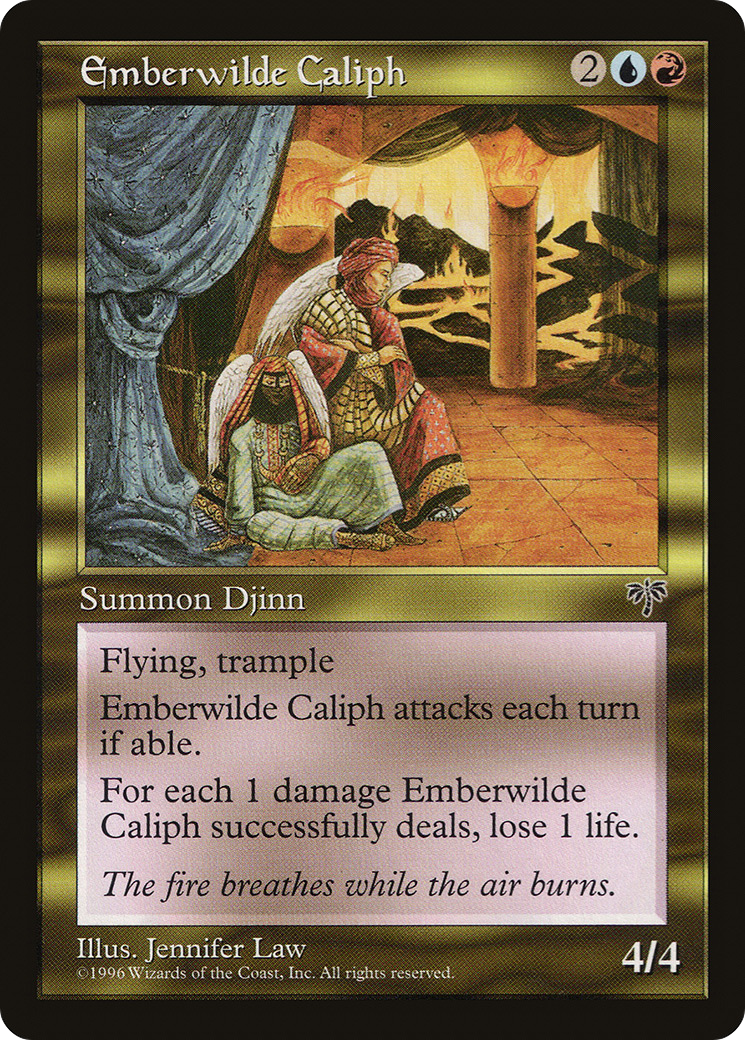 Emberwilde Caliph 2
Summon Djinn
Flying, trample
Emberwilde Caliph attacks each turn
if able.
For each 1 damage Emberwilde
Caliph successfully deals, lose 1 life.
The fire breathes while the air burns.
Illus. Jennifer Law
4/4
©1996 Wizards of the Coast, Inc. All rights reserved.